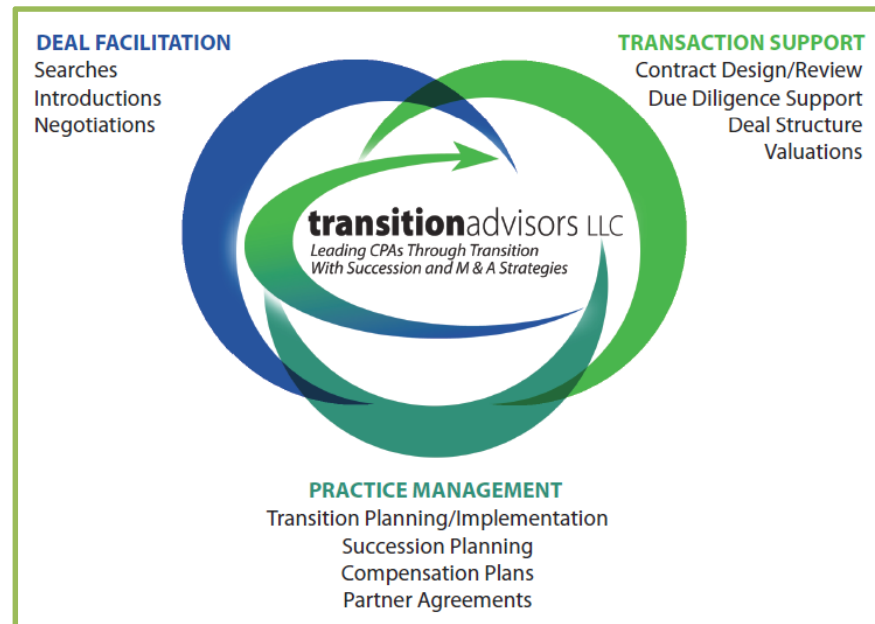 DEAL FACILITATION
Searches
Introductions
Negotiations
TRANSACTION SUPPORT
Contract Design/Review
Due Diligence Support
Deal Structure
Valuations
transitionadvisors LLC
Leading CPAs Through Transition
With Succession and M & A Strategies
PRACTICE MANAGEMENT
Transition Planning/Implementation
Succession Planning
Compensation Plans
Partner Agreements